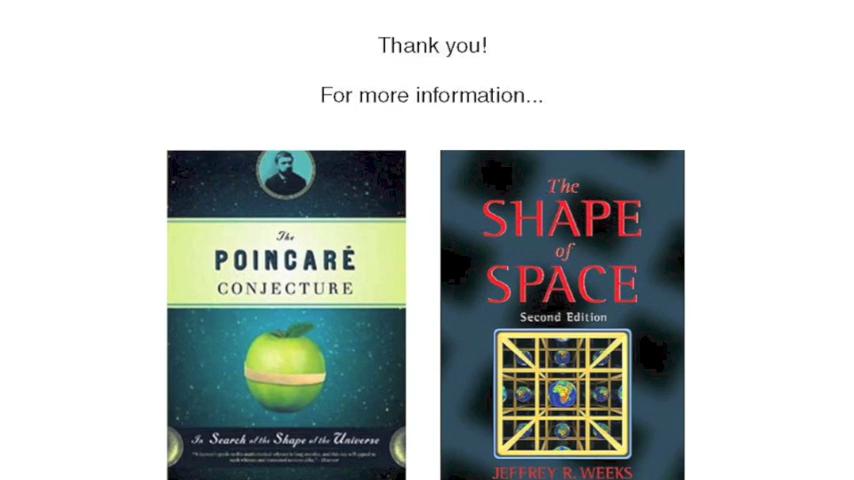 Thank you!
For more information...
The
POINCARÉ
CONJECTURE
In Search of the Shape of the Universe
The
SHAPE
of
SPACE
Second Edition
JEFFREY R. WEEKS